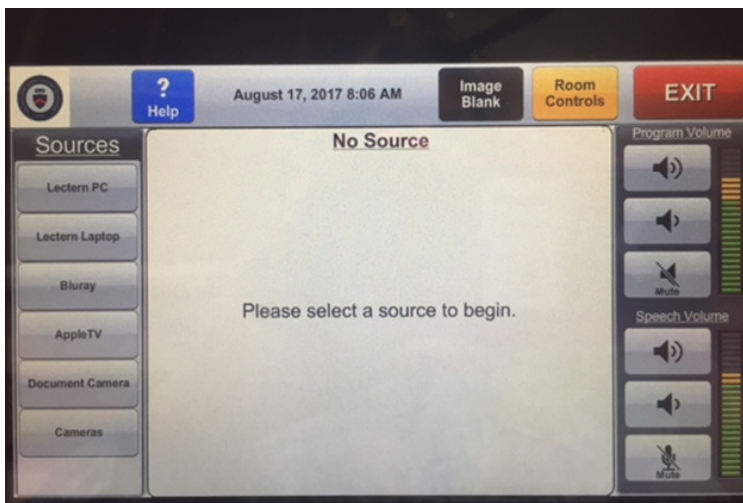 ?
Help
August 17, 2017 8:06 AM
Image
Blank
Room
Controls
EXIT
Sources
Lectern PC
Lectern Laptop
Bluray
AppleTV
Document Camera
Cameras
No Source
Please select a source to begin.
Program Volume
Mute
Speech Volume
Mute